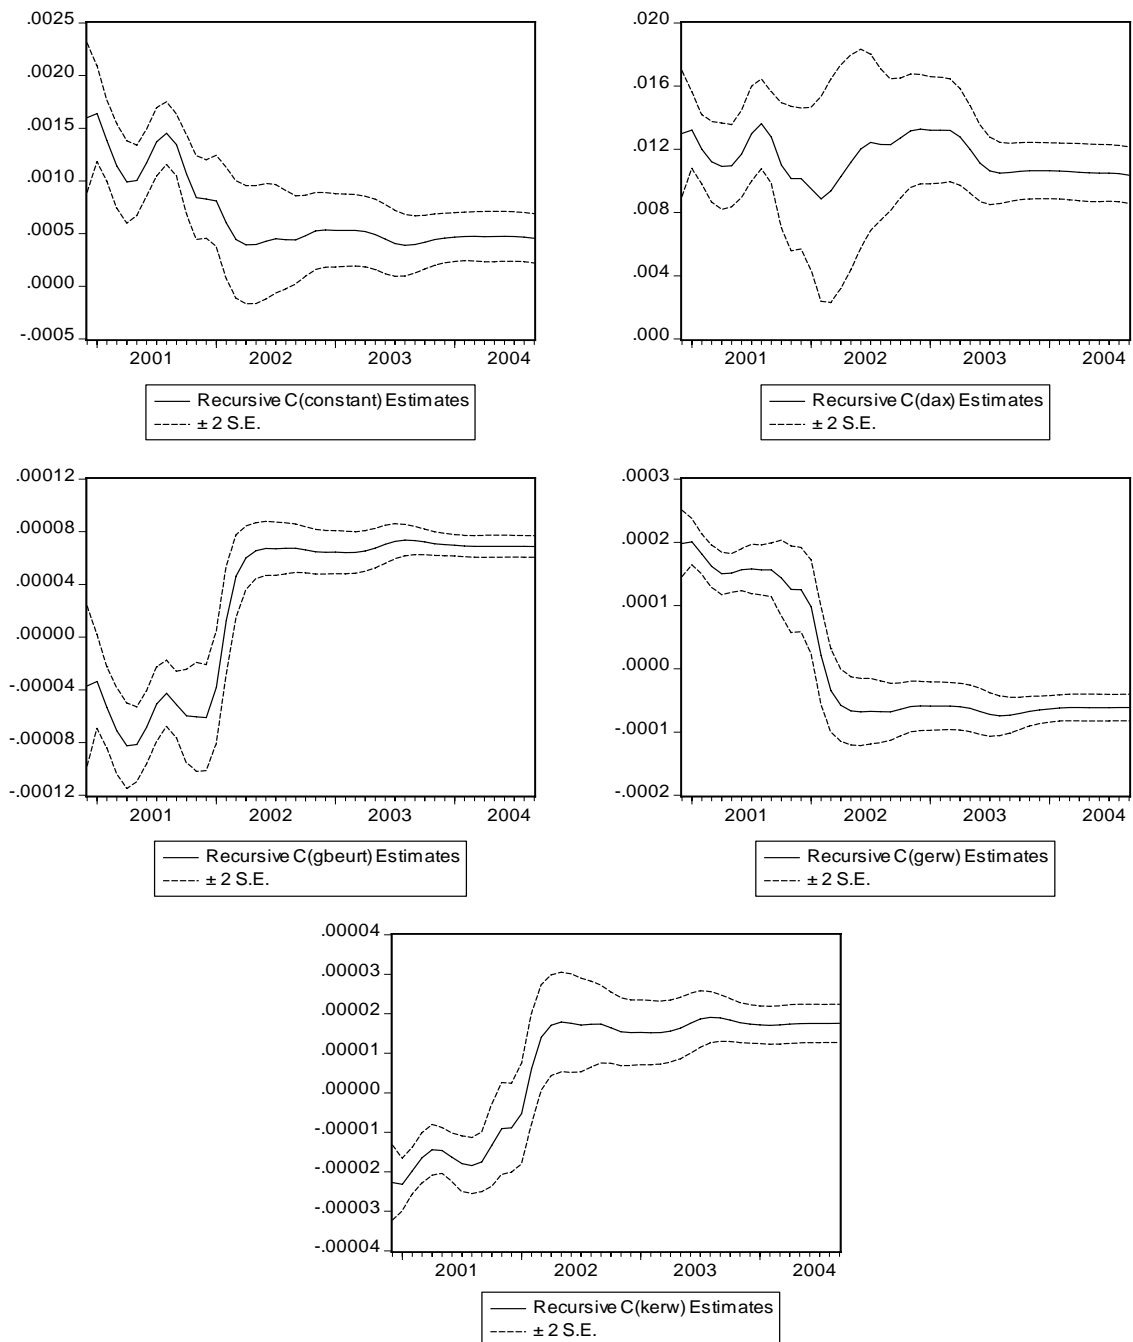 .0025
.0020
.0015
.0010
.0005
.0000
-.0005
2001 2002 2003 2004
Recursive C(constant) Estimates
± 2 S.E.
.020
.016
.012
.008
.004
.000
2001 2002 2003 2004
Recursive C(dax) Estimates
± 2 S.E.
.00012
.00008
.00004
.00000
-.00004
-.00008
-.00012
2001 2002 2003 2004
Recursive C(gbeurt) Estimates
± 2 S.E.
.0003
.0002
.0001
.0000
-.0001
-.0002
2001 2002 2003 2004
Recursive C(gerw) Estimates
± 2 S.E.
.00004
.00003
.00002
.00001
.00000
-.00001
-.00002
-.00003
-.00004
2001 2002 2003 2004
Recursive C(kerw) Estimates
± 2 S.E.